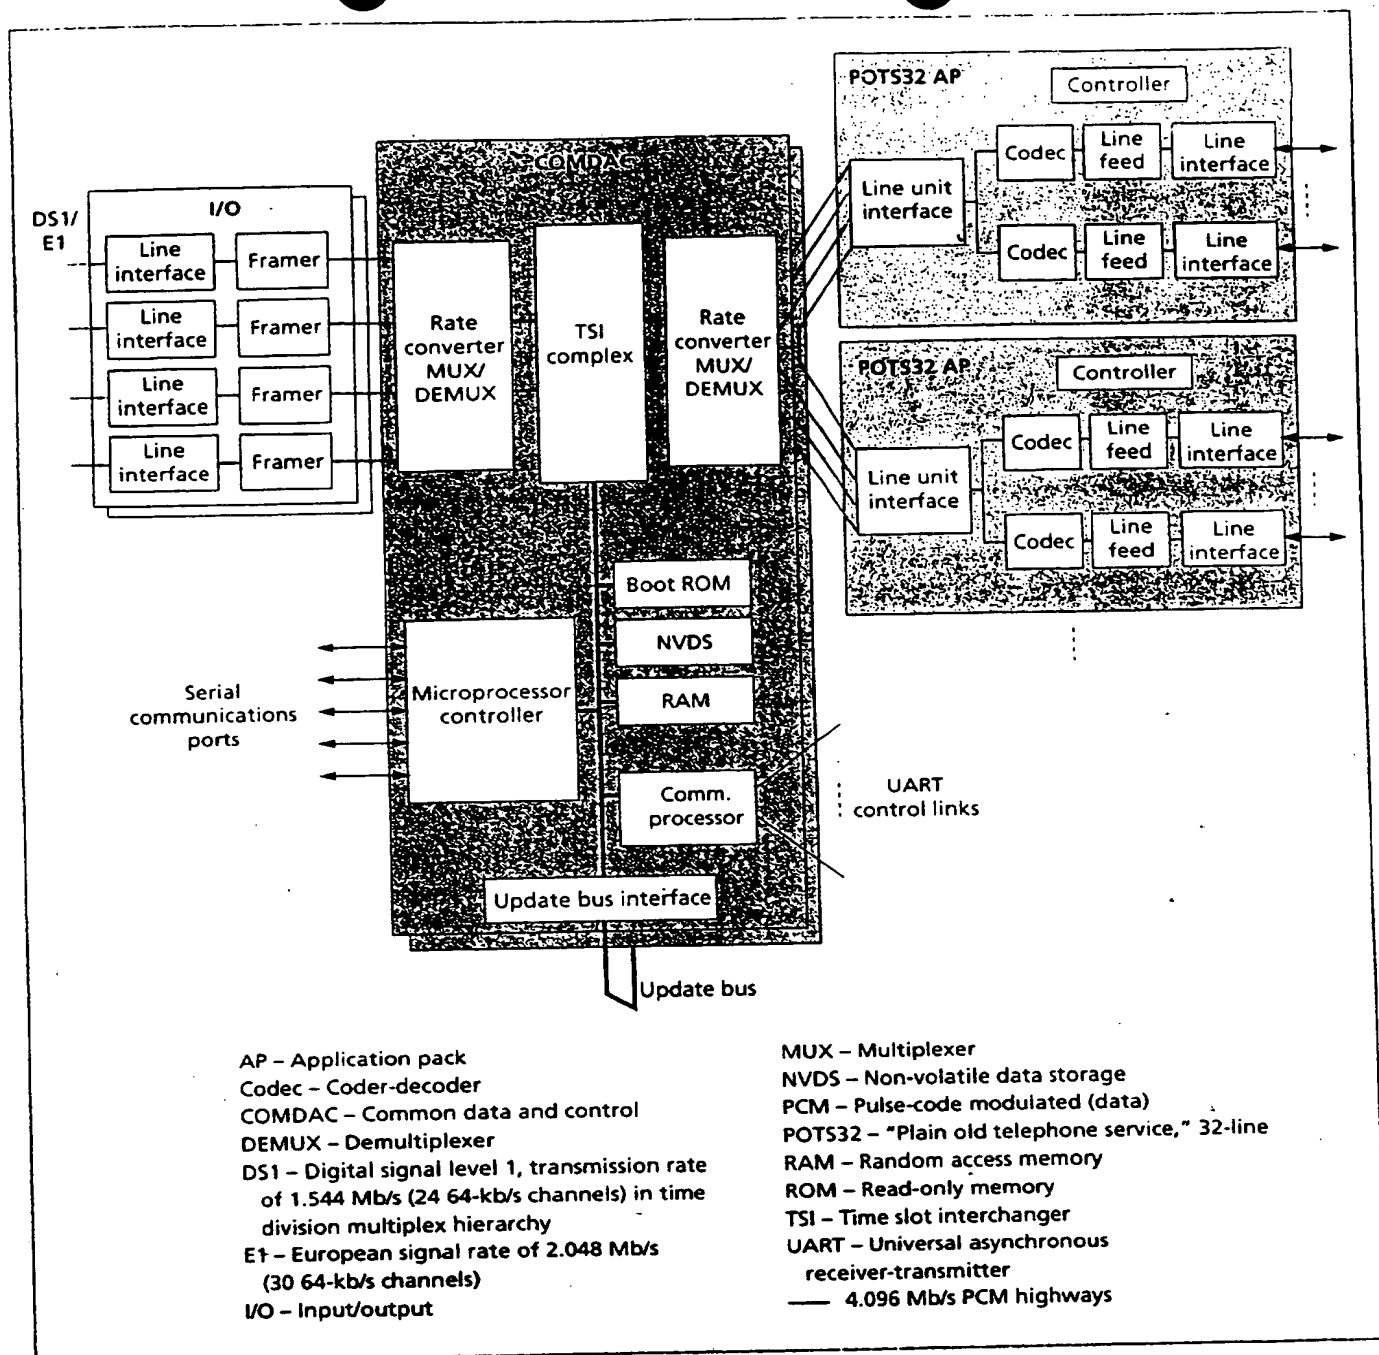 POTS32 AP
Controller
Codec
Line
feed
Line
interface
Line unit
interface
Codec
Line
feed
Line
interface
COMDAC
DS1/
E1
I/O
Line
interface
Framer
Line
interface
Framer
Line
interface
Framer
Line
interface
Framer
Rate
converter
MUX/
DEMUX
TSI
complex
Rate
converter
MUX/
DEMUX
POTS32 AP
Controller
Codec
Line
feed
Line
interface
Line unit
interface
Codec
Line
feed
Line
interface
Boot ROM
NVDS
RAM
Microprocessor
controller
Serial
communications
ports
Comm.
processor
UART
control links
Update bus interface
Update bus
AP – Application pack
Codec – Coder-decoder
COMDAC – Common data and control
DEMUX – Demultiplexer
DS1 – Digital signal level 1, transmission rate
of 1.544 Mb/s (24 64-kb/s channels) in time
division multiplex hierarchy
E1 – European signal rate of 2.048 Mb/s
(30 64-kb/s channels)
I/O – Input/output
MUX – Multiplexer
NVDS – Non-volatile data storage
PCM – Pulse-code modulated (data)
POTS32 – "Plain old telephone service," 32-line
RAM – Random access memory
ROM – Read-only memory
TSI – Time slot interchanger
UART – Universal asynchronous
receiver-transmitter
4.096 Mb/s PCM highways